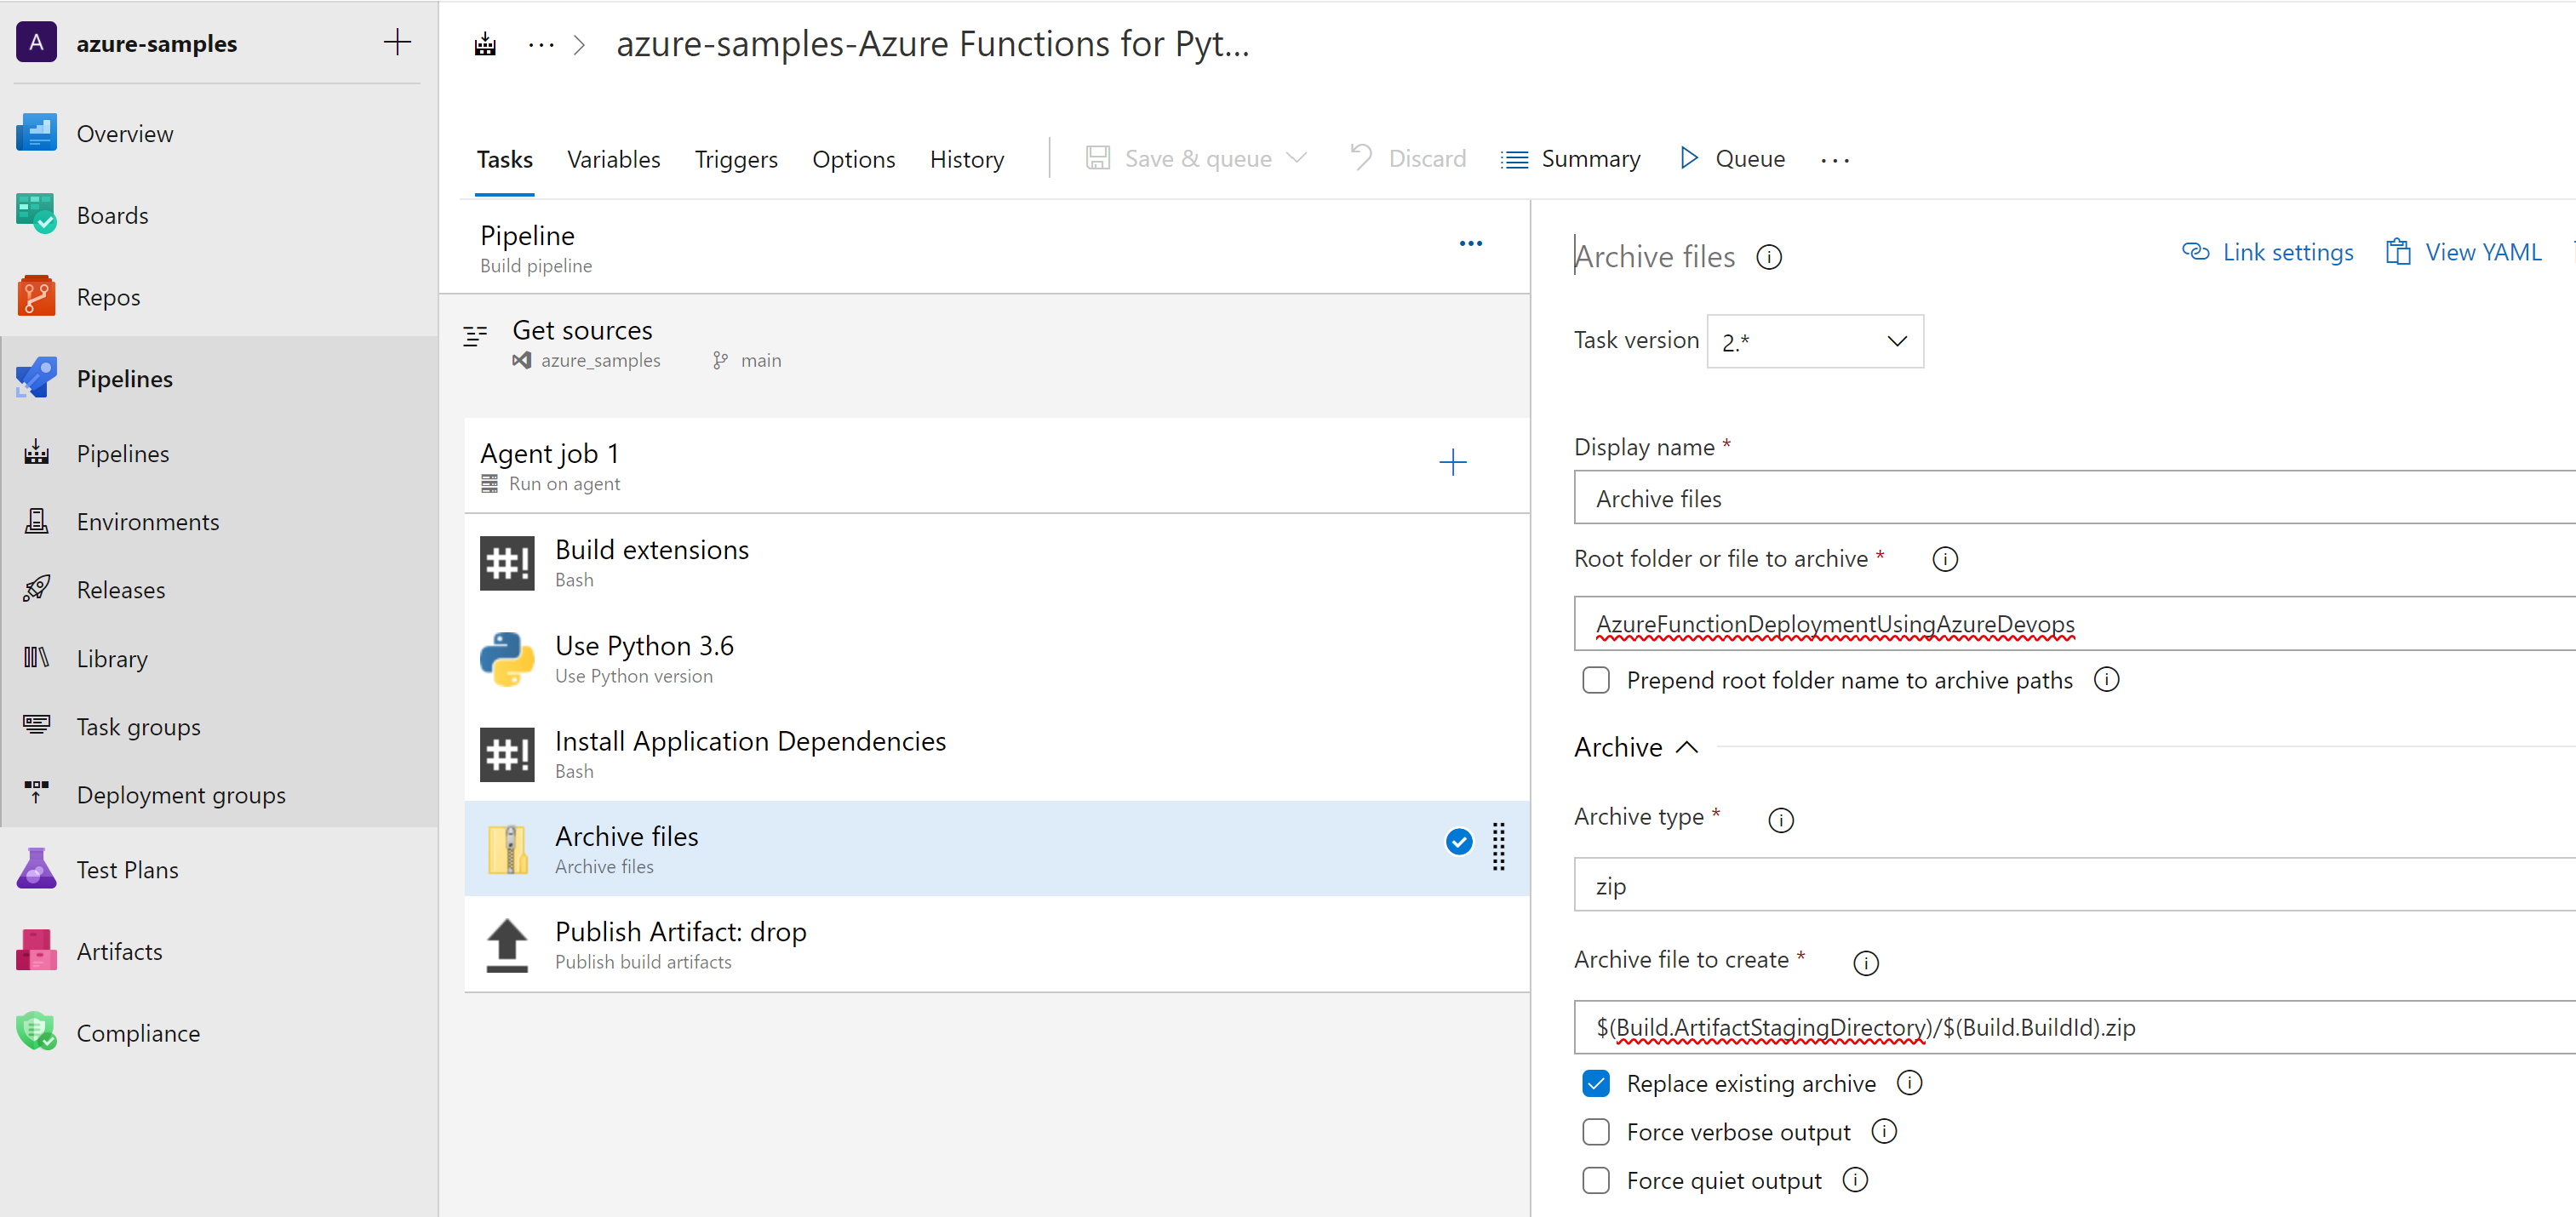 A azure-samples
Overview
Boards
Repos
Pipelines
Pipelines
Environments
Releases
Library
Task groups
Deployment groups
Test Plans
Artifacts
Compliance
azure-samples-Azure Functions for Pyt...
Tasks Variables Triggers Options History Save & queue Discard Summary Queue
Pipeline
Build pipeline
Get sources
azure_samples main
Agent job 1
Run on agent
#! Build extensions
Bash
Use Python 3.6
Use Python version
#! Install Application Dependencies
Bash
Archive files
Archive files
Publish Artifact: drop
Publish build artifacts
Archive files Link settings View YAML
Task version 2.*
Display name *
Archive files
Root folder or file to archive *
AzureFunctionDeploymentUsingAzureDevops
Prepend root folder name to archive paths
Archive
Archive type *
zip
Archive file to create *
$(Build.ArtifactStagingDirectory)/$(Build.BuildId).zip
Replace existing archive
Force verbose output
Force quiet output